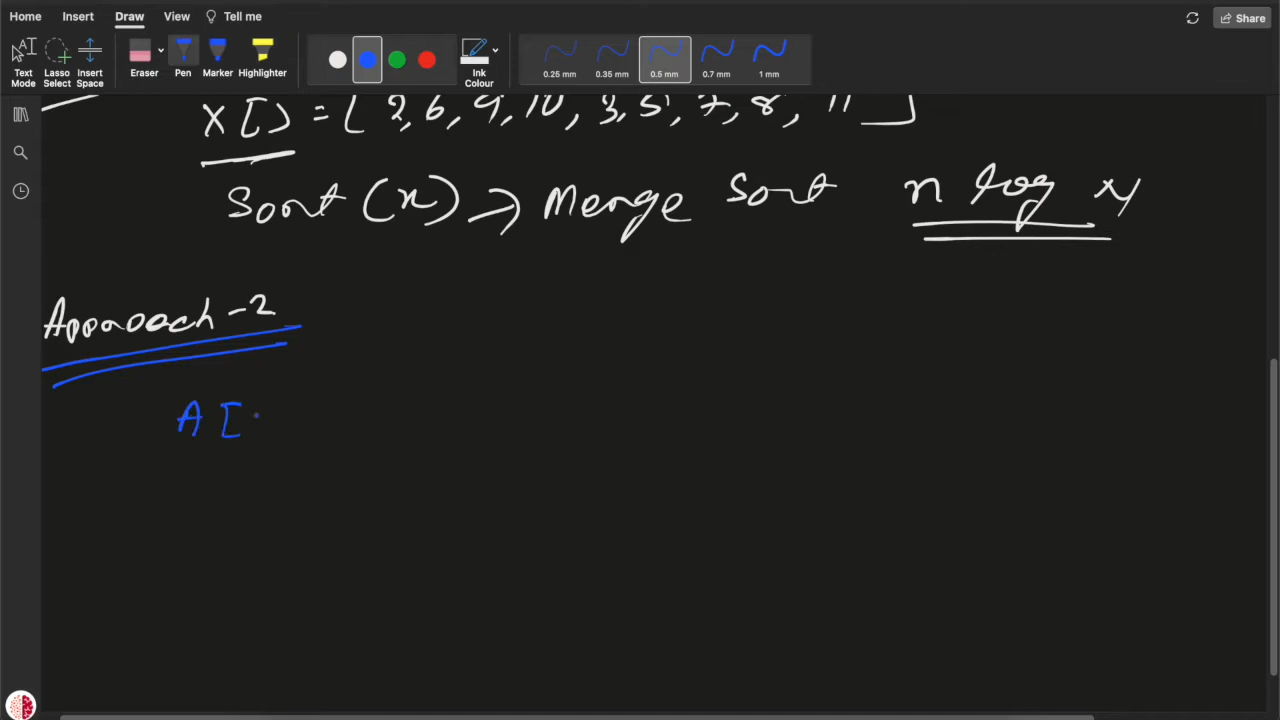 Home Insert Draw View Tell me Share
Text Mode Lasso Select Insert Space Eraser Pen Marker Highlighter Ink Colour 0.25 mm 0.35 mm 0.5 mm 0.7 mm 1 mm
X[] = [ 2, 6, 9, 10, 3, 5, 7, 8, 11 ]
Sort (x) => Merge Sort n log n
Approach - 2
A [